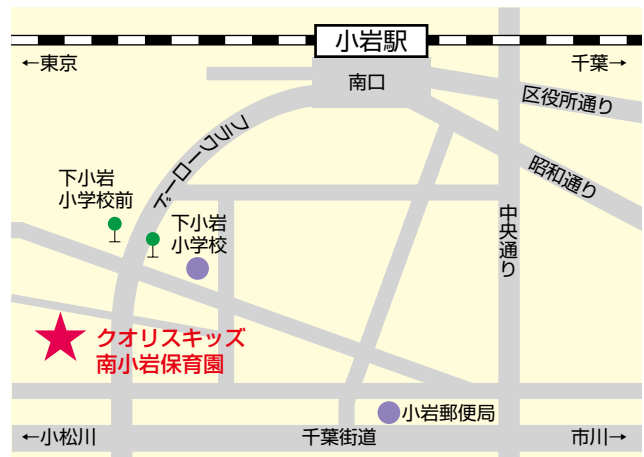 小岩駅
←東京
千葉→
南口
区役所通り
フラワーロード
昭和通り
下小岩
小学校前
下小岩
小学校
中央通り
クオリスキッズ
南小岩保育園
小岩郵便局
←小松川
千葉街道
市川→